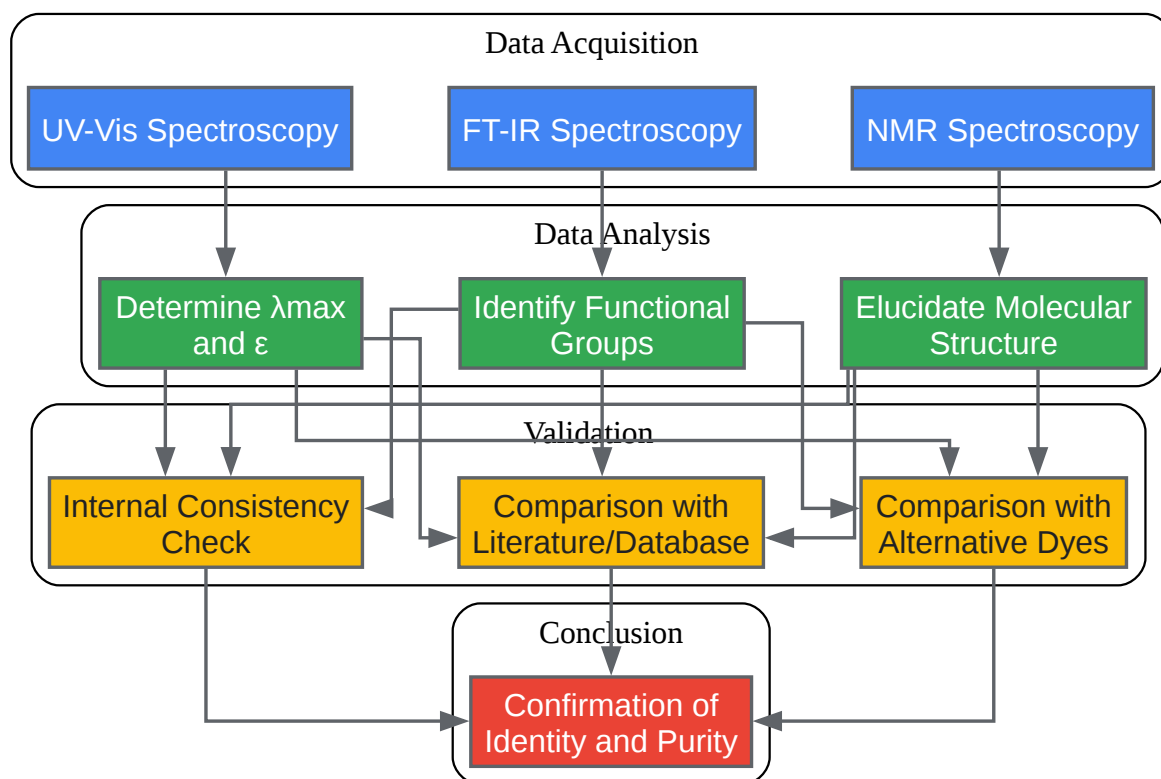 Data Acquisition
UV-Vis Spectroscopy
FT-IR Spectroscopy
NMR Spectroscopy
Data Analysis
Determine λmax
and ε
Identify Functional
Groups
Elucidate Molecular
Structure
Validation
Internal Consistency
Check
Comparison with
Literature/Database
Comparison with
Alternative Dyes
Conclusion
Confirmation of
Identity and Purity